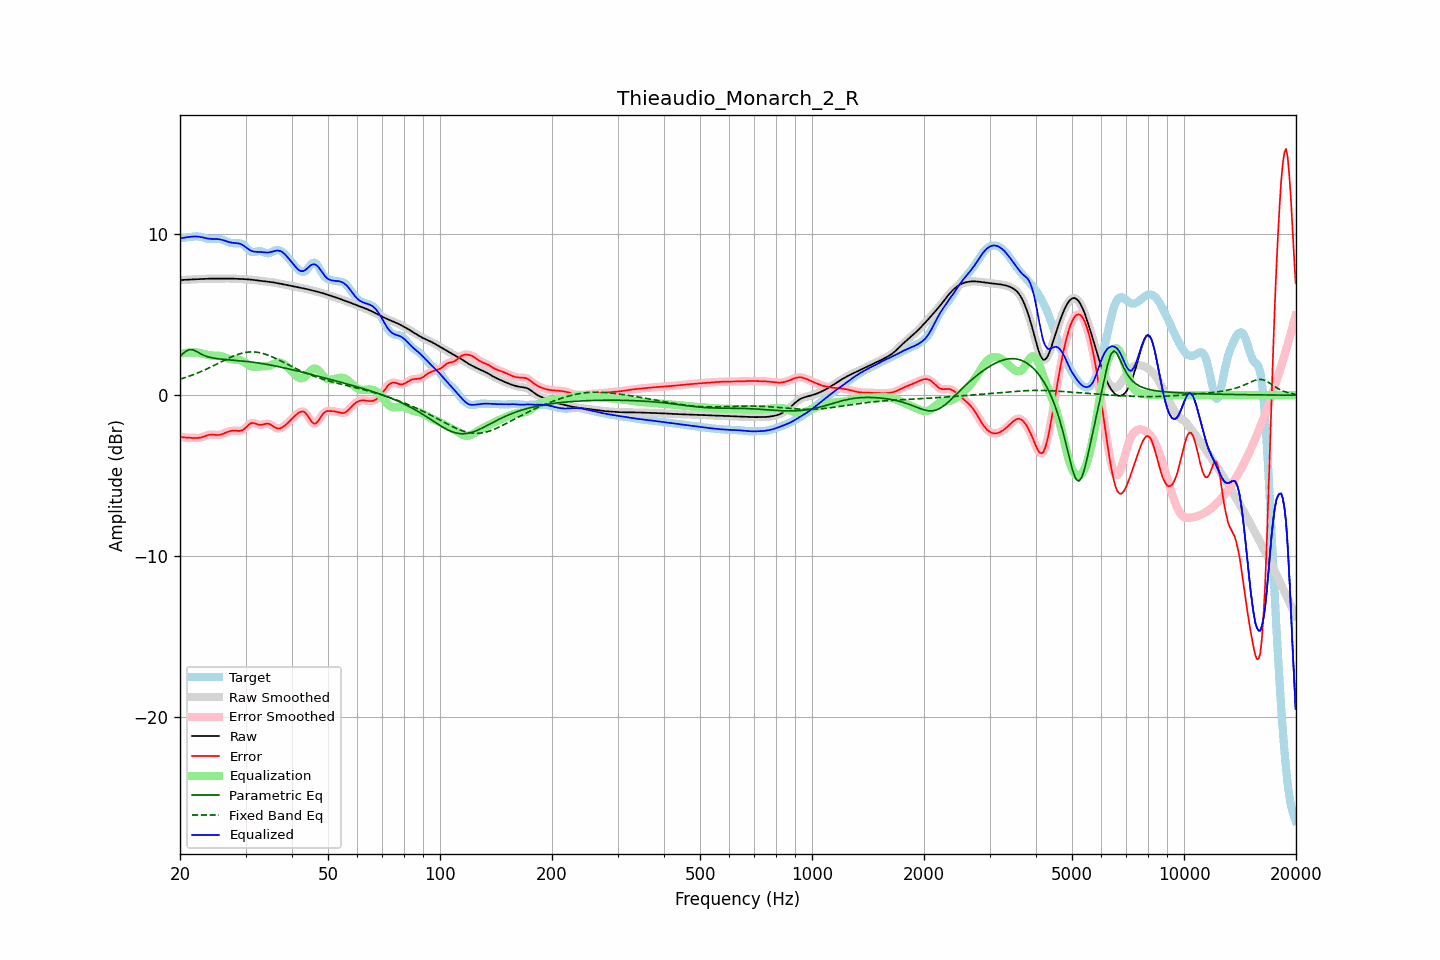 Thieaudio_Monarch_2_R
Amplitude (dBr)
10
0
−10
−20
Target
Raw Smoothed
Error Smoothed
Raw
Error
Equalization
Parametric Eq
Fixed Band Eq
Equalized
20 50 100 200 500 1000 2000 5000 10000 20000
Frequency (Hz)